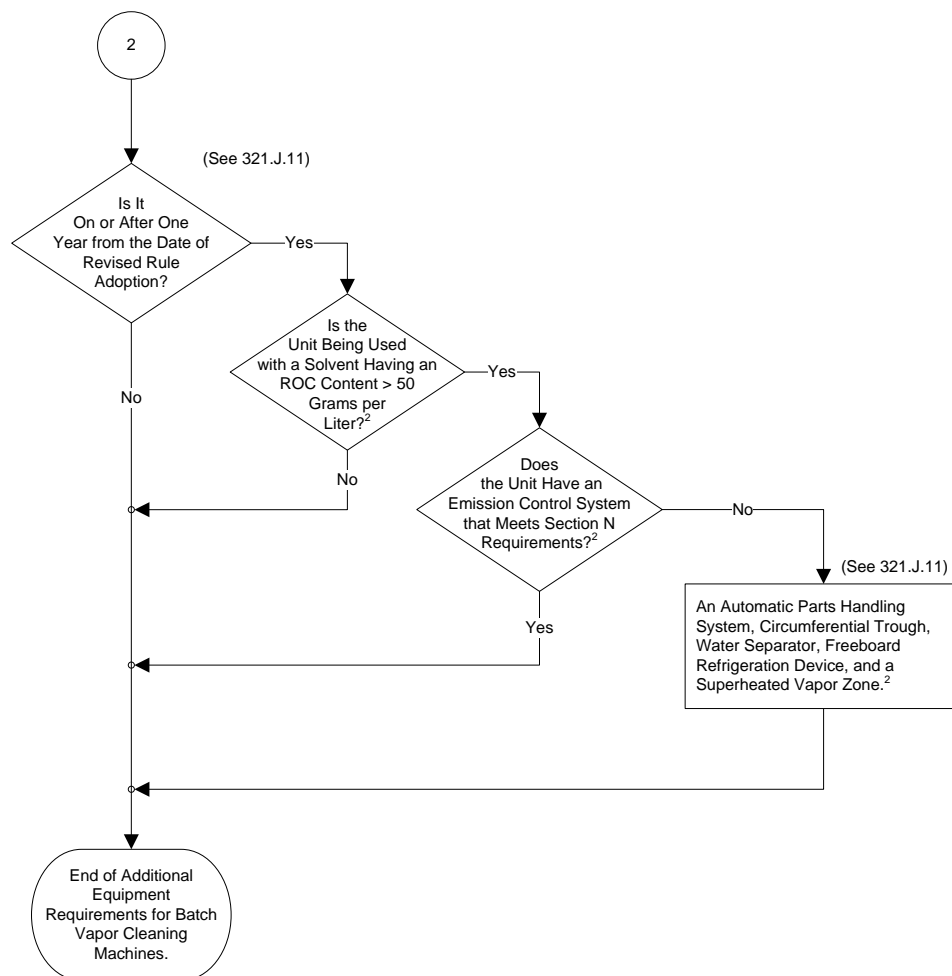 2
(See 321.J.11)
Is It
On or After One
Year from the Date of
Revised Rule
Adoption?
Yes
No
Is the
Unit Being Used
with a Solvent Having an
ROC Content > 50
Grams per
Liter?²
Yes
No
Does
the Unit Have an
Emission Control System
that Meets Section N
Requirements?²
No
Yes
(See 321.J.11)
An Automatic Parts Handling
System, Circumferential Trough,
Water Separator, Freeboard
Refrigeration Device, and a
Superheated Vapor Zone.²
End of Additional
Equipment
Requirements for Batch
Vapor Cleaning
Machines.